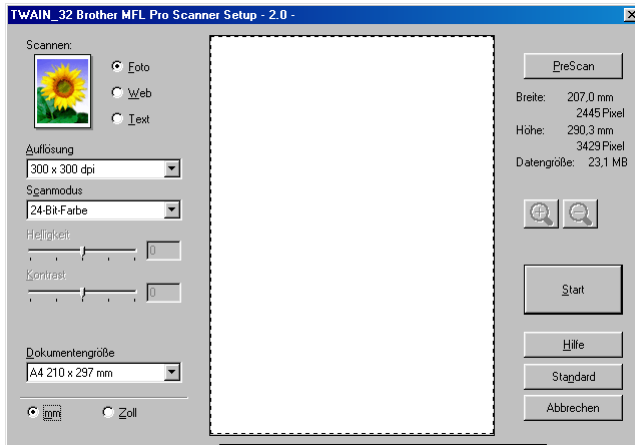 TWAIN_32 Brother MFL Pro Scanner Setup - 2.0 -
Scannen:
Foto
Web
Text
Auflösung
300 x 300 dpi
Scanmodus
24-Bit-Farbe
Helligkeit
0
Kontrast
0
Dokumentengröße
A4 210 x 297 mm
mm Zoll
PreScan
Breite: 207,0 mm
2445 Pixel
Höhe: 290,3 mm
3429 Pixel
Datengröße: 23,1 MB
Start
Hilfe
Standard
Abbrechen